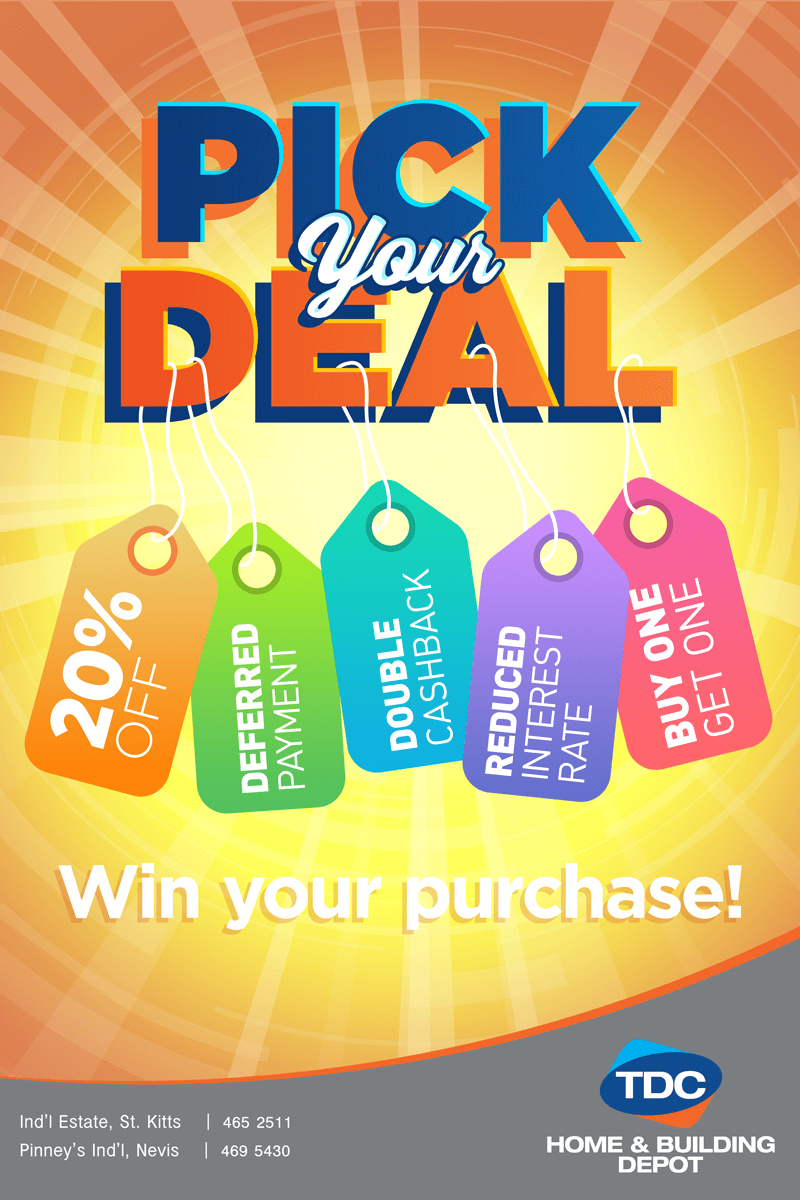 PICK
Your
DEAL
20%
OFF
DEFERRED
PAYMENT
DOUBLE
CASHBACK
REDUCED
INTEREST
RATE
BUY ONE
GET ONE
Win your purchase!
Ind'l Estate, St. Kitts | 465 2511
Pinney's Ind'l, Nevis | 469 5430
TDC
HOME & BUILDING
DEPOT